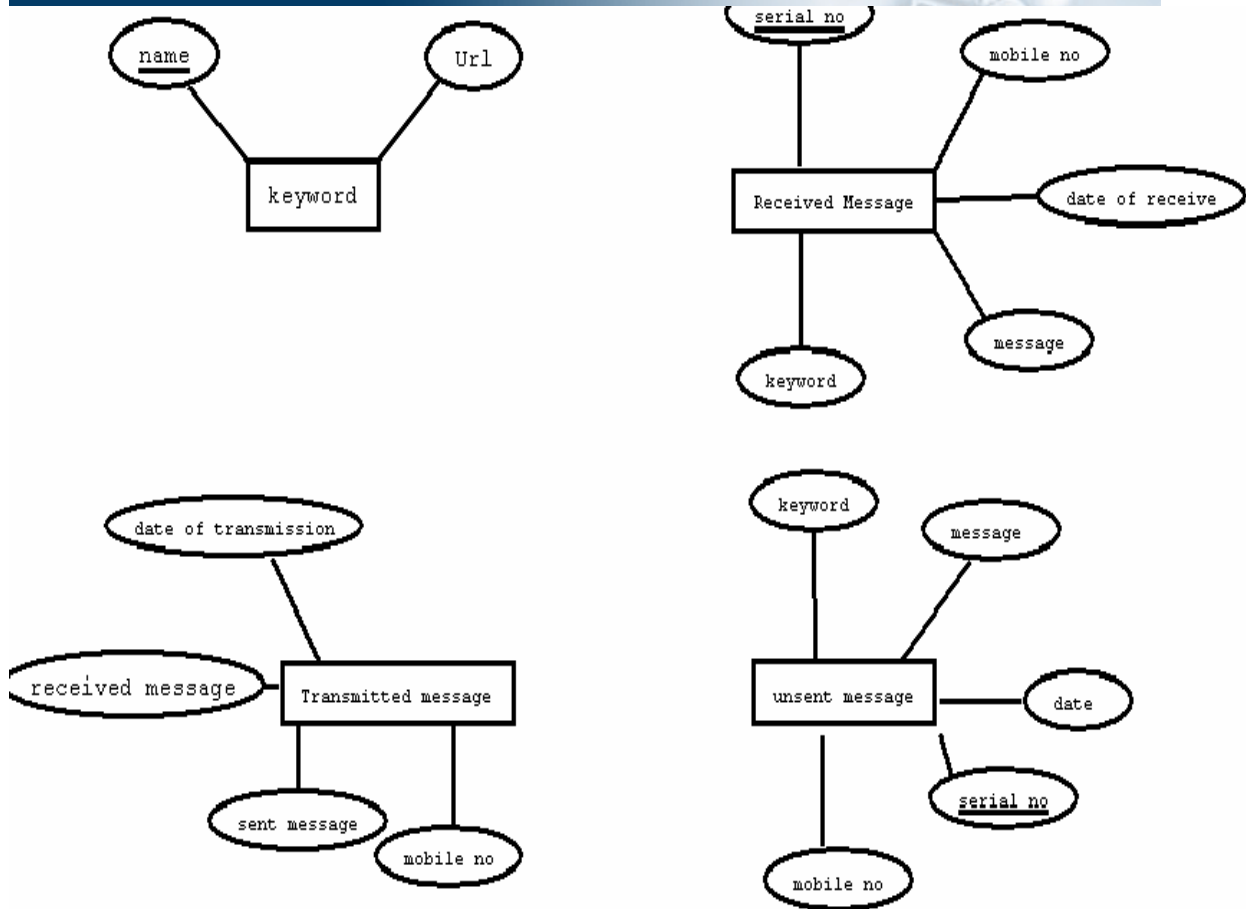 name
Url
keyword
serial no
mobile no
Received Message
date of receive
message
keyword
date of transmission
received message
Transmitted message
sent message
mobile no
keyword
message
unsent message
date
serial no
mobile no